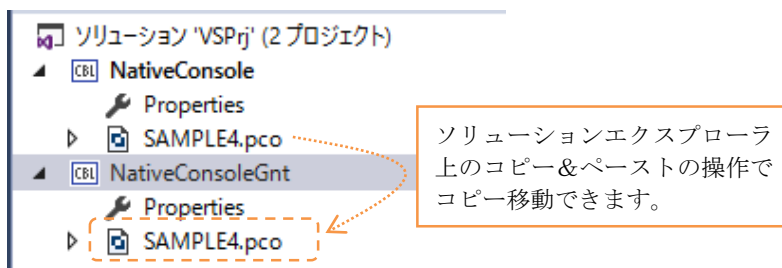 ソリューション 'VSPrj' (2 プロジェクト)
CBL NativeConsole
Properties
SAMPLE4.pco
CBL NativeConsoleGnt
Properties
SAMPLE4.pco
ソリューションエクスプローラ
上のコピー&ペーストの操作で
コピー移動できます。